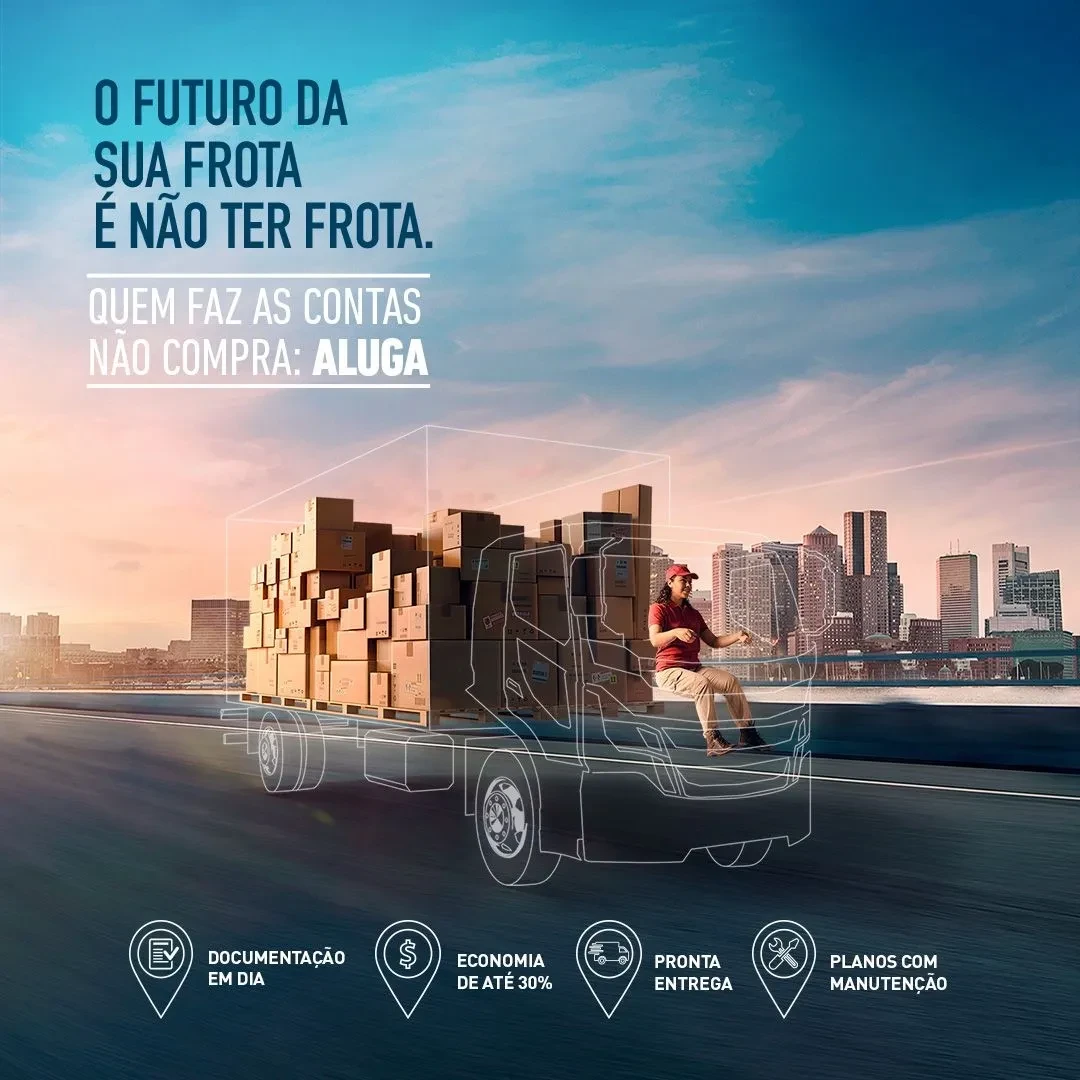 O FUTURO DA
SUA FROTA
É NÃO TER FROTA.
QUEM FAZ AS CONTAS
NÃO COMPRA: ALUGA
DOCUMENTAÇÃO
EM DIA
ECONOMIA
DE ATÉ 30%
PRONTA
ENTREGA
PLANOS COM
MANUTENÇÃO